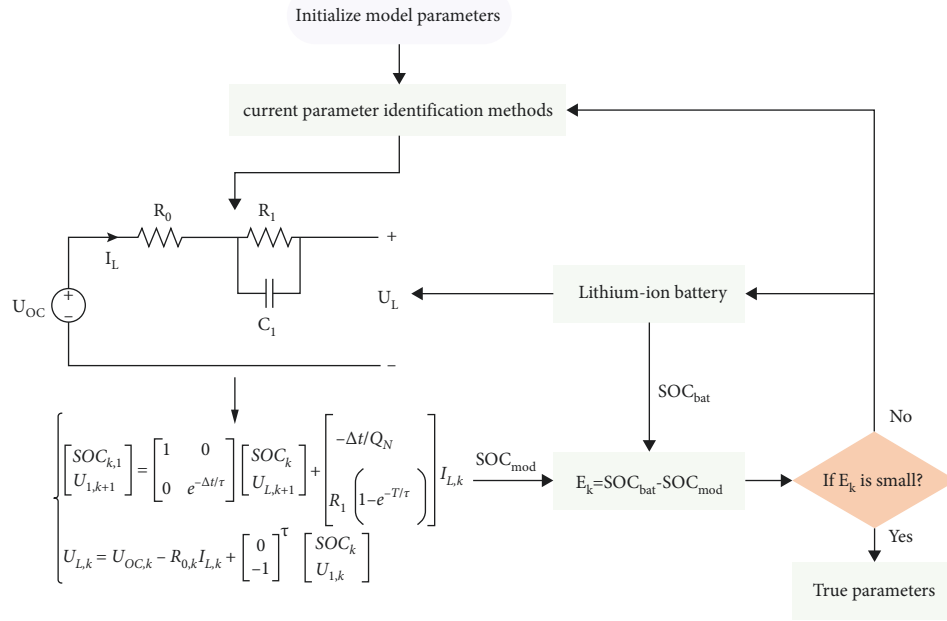 Initialize model parameters
current parameter identification methods
R0
R1
+
IL
Lithium-ion battery
UL
UOC
+
−
C1
−
SOCbat
No
[SOCk,1 U1,k+1] = [1 0 0 e−Δt/τ] [SOCk UL,k+1] + [−Δt/QN R1 (1−e−T/τ)] IL,k
SOCmod
Ek=SOCbat-SOCmod
If Ek is small?
Yes
UL,k = UOC,k − R0,k IL,k + [0 −1]τ [SOCk U1,k]
True parameters